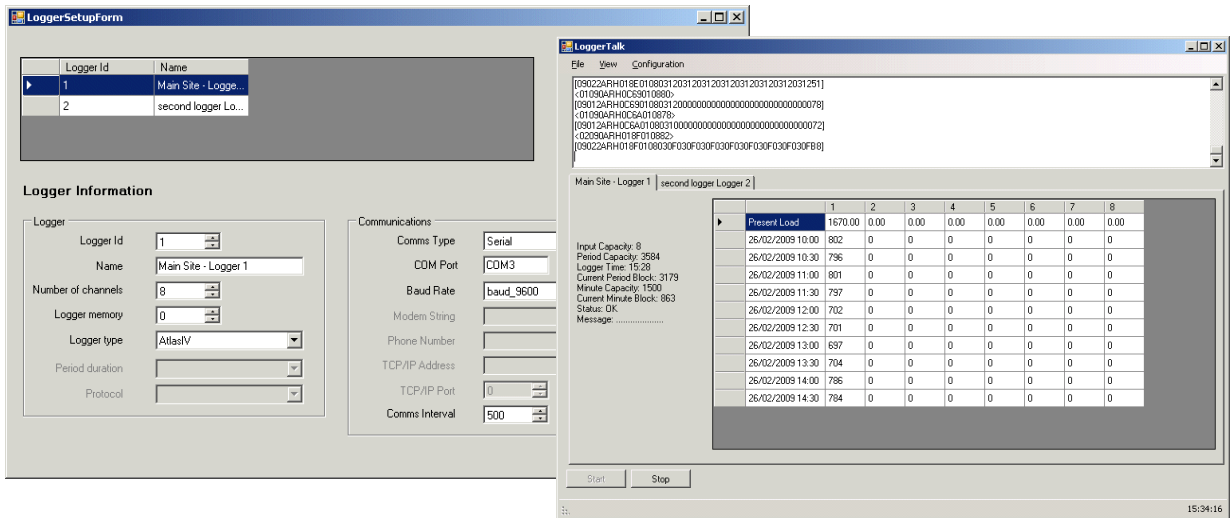 LoggerSetupForm
Logger Id Name
1 Main Site - Logge...
2 second logger Lo...
Logger Information
Logger
Logger Id 1
Name Main Site - Logger 1
Number of channels 8
Logger memory 0
Logger type AtlasIV
Period duration
Protocol
Communications
Comms Type Serial
COM Port COM3
Baud Rate baud_9600
Modem String
Phone Number
TCP/IP Address
TCP/IP Port 0
Comms Interval 500
LoggerTalk
File View Configuration
[09022ARH018E0108031203120312031203120312031203120312031251]
<01090ARH0C69010880>
[09012ARH0C690108031200000000000000000000000000000078]
<01090ARH0C6A010878>
[09012ARH0C6A0108031000000000000000000000000000000072]
<02090ARH018F010882>
[09022ARH018F0108030F030F030F030F030F030F030F030F030FB8]
Main Site - Logger 1 second logger Logger 2
Input Capacity: 8
Period Capacity: 3584
Logger Time: 15:28
Current Period Block: 3179
Minute Capacity: 1500
Current Minute Block: 863
Status: OK
Message: ....................
1 2 3 4 5 6 7 8
Present Load 1670.00 0.00 0.00 0.00 0.00 0.00 0.00 0.00
26/02/2009 10:00 802 0 0 0 0 0 0 0
26/02/2009 10:30 796 0 0 0 0 0 0 0
26/02/2009 11:00 801 0 0 0 0 0 0 0
26/02/2009 11:30 797 0 0 0 0 0 0 0
26/02/2009 12:00 702 0 0 0 0 0 0 0
26/02/2009 12:30 701 0 0 0 0 0 0 0
26/02/2009 13:00 697 0 0 0 0 0 0 0
26/02/2009 13:30 704 0 0 0 0 0 0 0
26/02/2009 14:00 786 0 0 0 0 0 0 0
26/02/2009 14:30 784 0 0 0 0 0 0 0
Start Stop
15:34:16